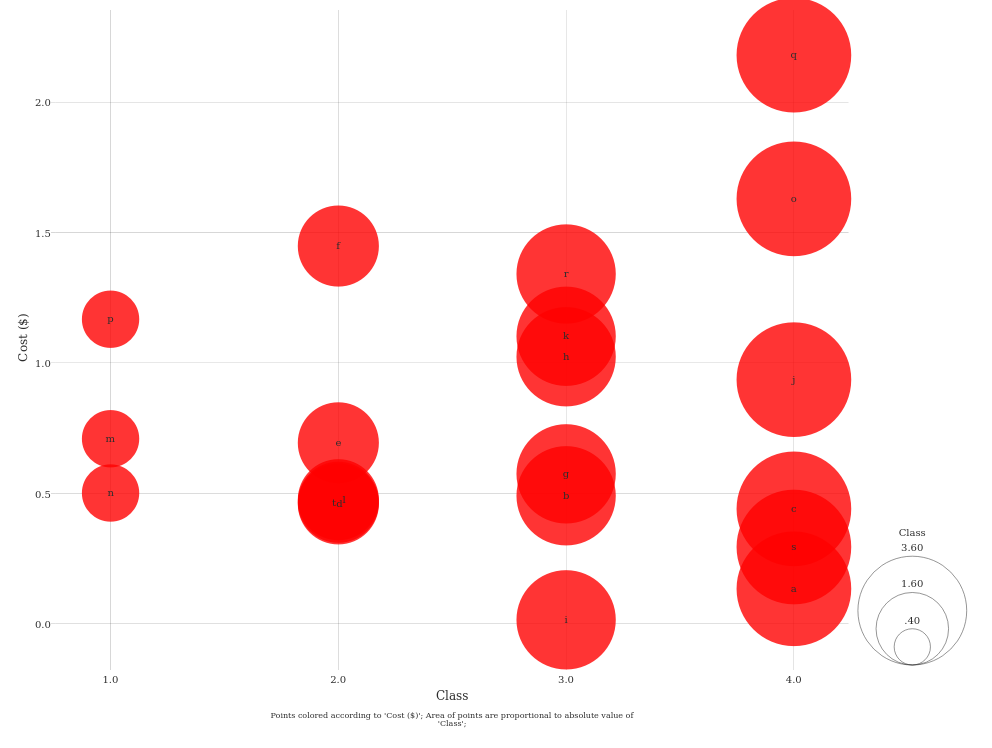 q
2.0
o
1.5
f
r
p
k
h
1.0
j
m
e
g
n
0.5
b
l
d
c
s
a
i
0.0
Cost ($)
1.0
2.0
3.0
4.0
Class
Class
3.60
1.60
.40
Points colored according to 'Cost ($)'; Area of points are proportional to absolute value of
'Class';